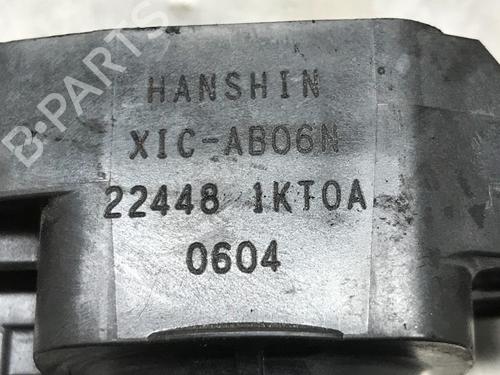 B-PARTS
HANSHIN
XIC-AB06N
22448 1KT0A
0604